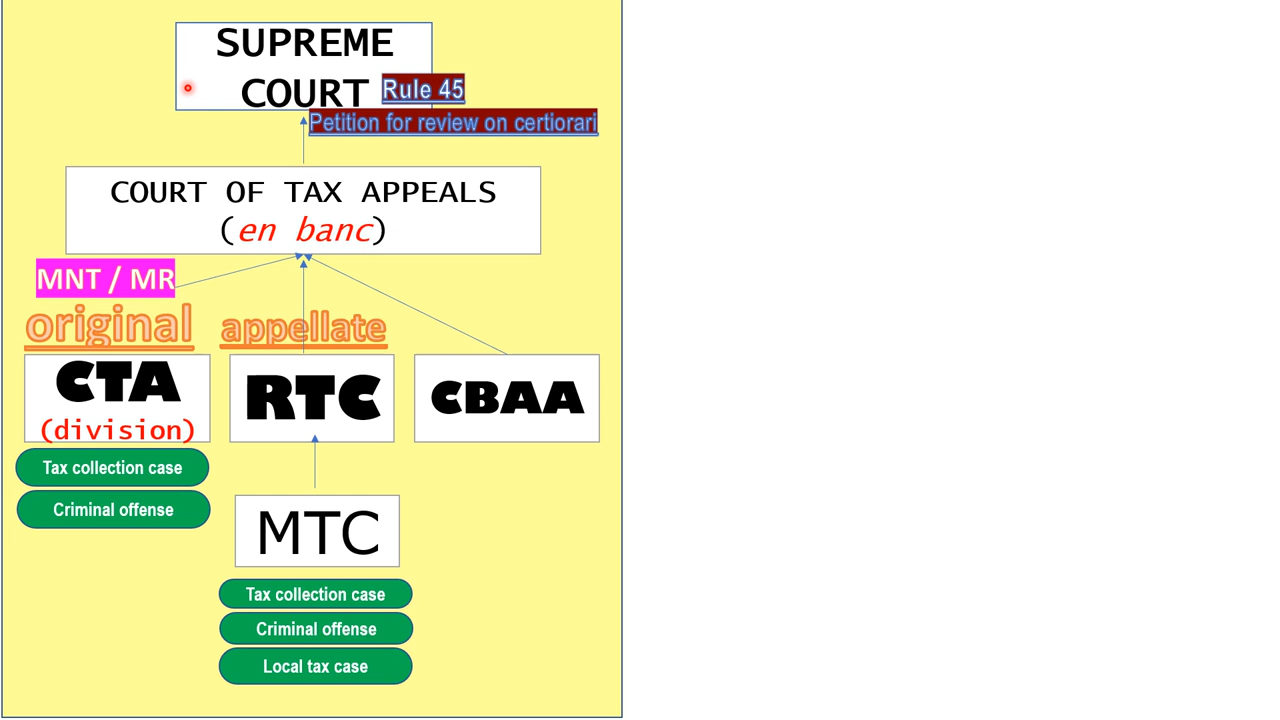 SUPREME
COURT
Rule 45
Petition for review on certiorari
COURT OF TAX APPEALS
(en banc)
MNT / MR
original
appellate
CTA
(division)
RTC
CBAA
Tax collection case
Criminal offense
MTC
Tax collection case
Criminal offense
Local tax case